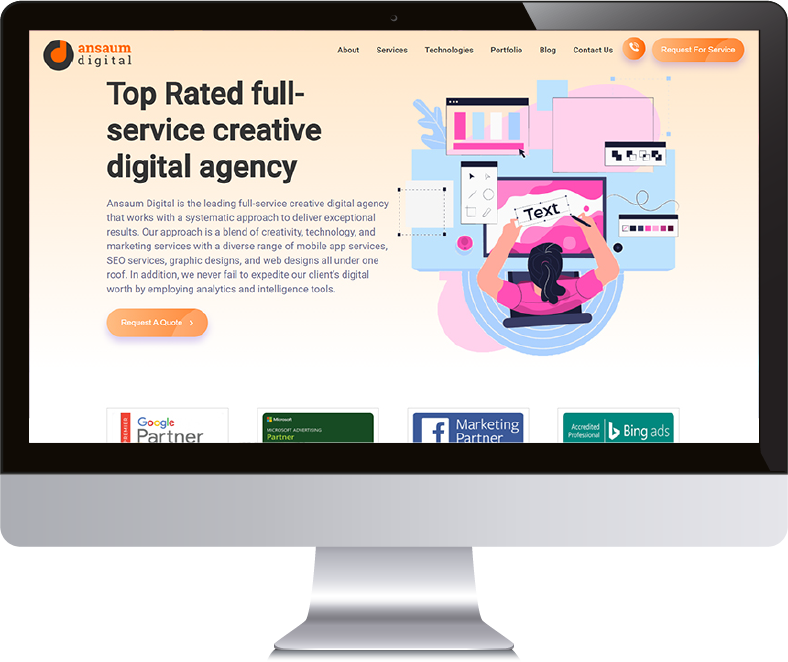 ansaum
digital
About Services Technologies Portfolio Blog Contact Us Request For Service
Top Rated full-
service creative
digital agency
Ansaum Digital is the leading full-service creative digital agency
that works with a systematic approach to deliver exceptional
results. Our approach is a blend of creativity, technology, and
marketing services with a diverse range of mobile app services,
SEO services, graphic designs, and web designs all under one
roof. In addition, we never fail to expedite our client's digital
worth by employing analytics and intelligence tools.
Request A Quote
Text
PREMIER
Google
Partner
Microsoft
MICROSOFT ADVERTISING
Partner
Marketing
Partner
Accredited
Professional
Bing ads